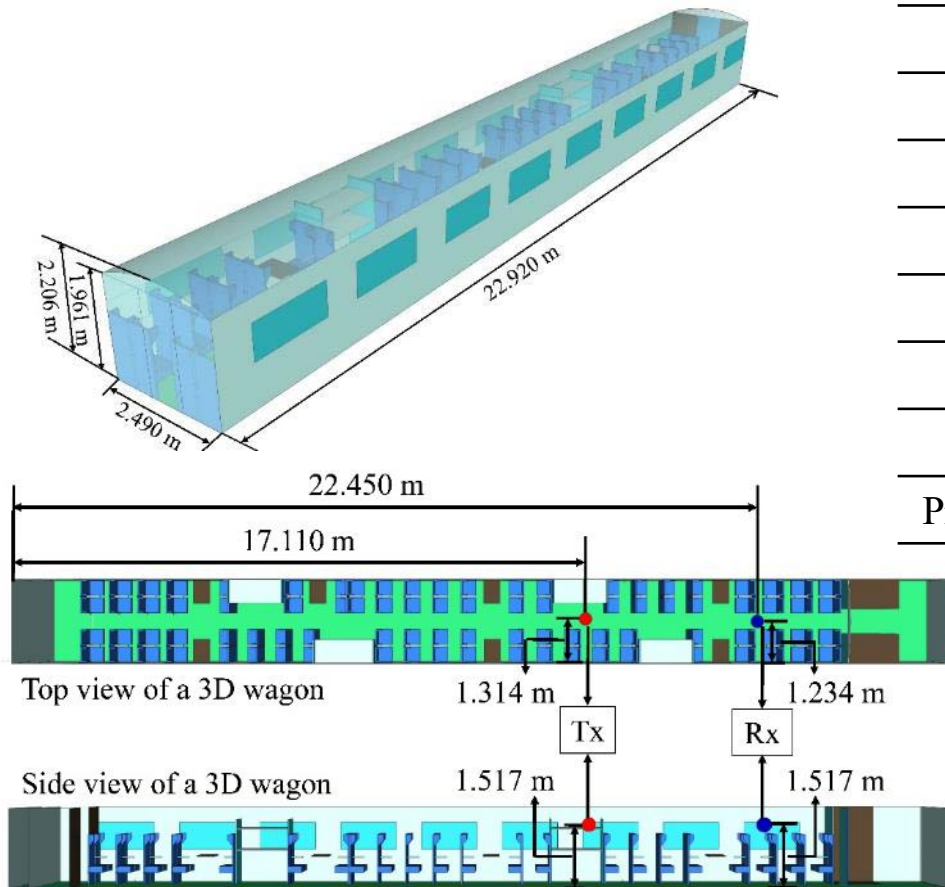 2.206 m
1.961 m
2.490 m
22.920 m
22.450 m
17.110 m
Top view of a 3D wagon
1.314 m
1.234 m
Tx
Rx
Side view of a 3D wagon
1.517 m
1.517 m